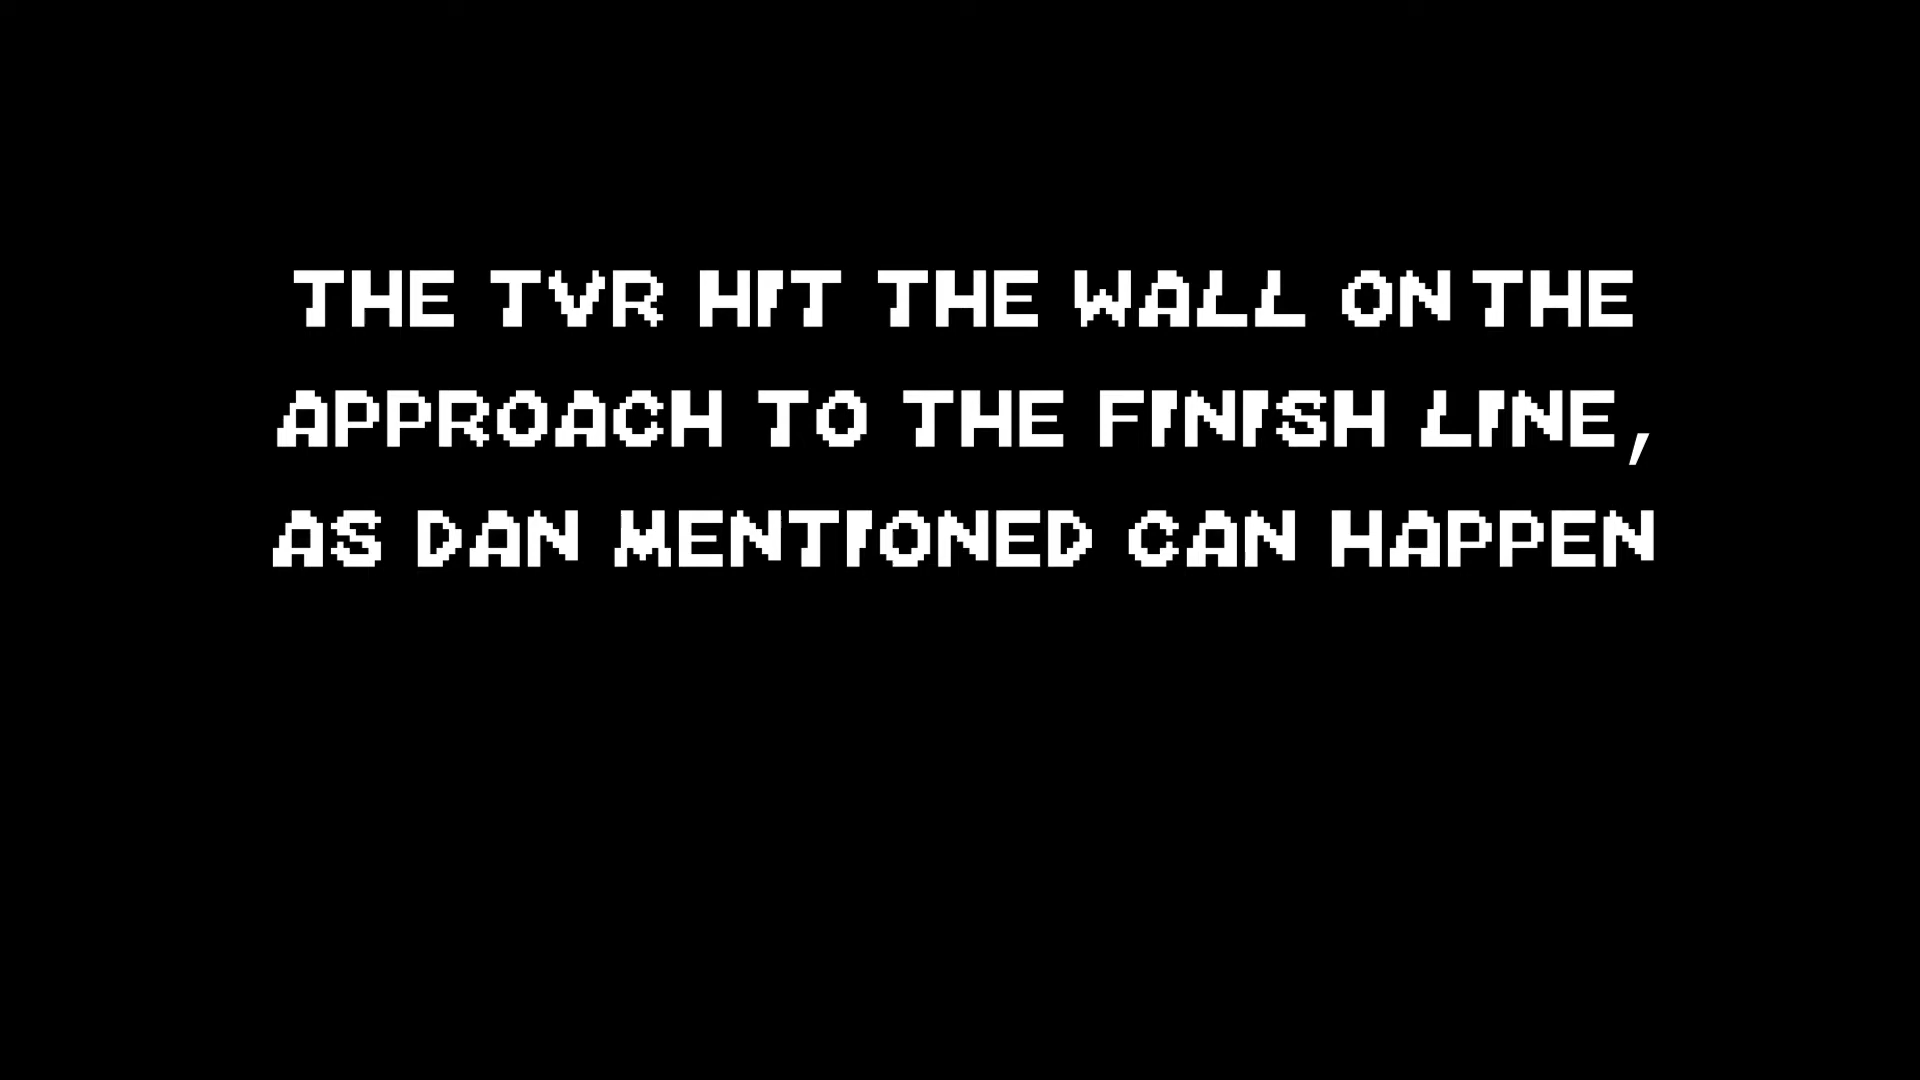 THE TVR HIT THE WALL ON THE
APPROACH TO THE FINISH LINE,
AS DAN MENTIONED CAN HAPPEN